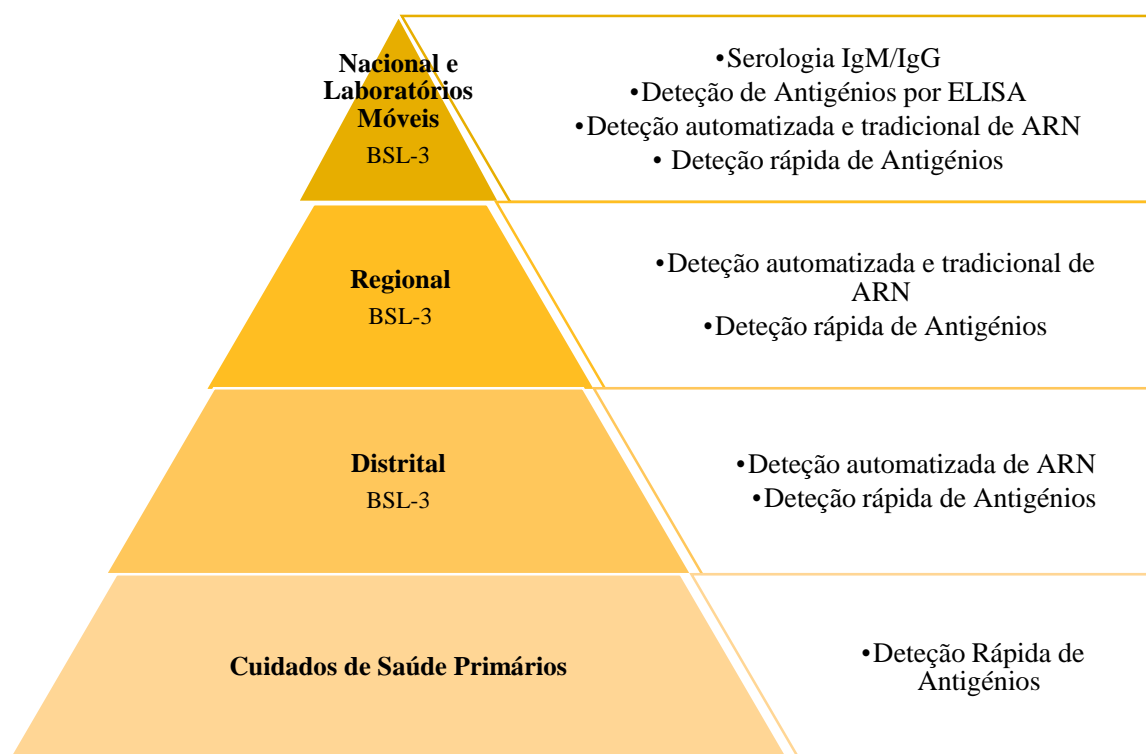 Nacional e
Laboratórios
Móveis
BSL-3
•Serologia IgM/IgG
•Deteção de Antigénios por ELISA
•Deteção automatizada e tradicional de ARN
• Deteção rápida de Antigénios
Regional
BSL-3
•Deteção automatizada e tradicional de
ARN
•Deteção rápida de Antigénios
Distrital
BSL-3
•Deteção automatizada de ARN
•Deteção rápida de Antigénios
Cuidados de Saúde Primários
•Deteção Rápida de
Antigénios